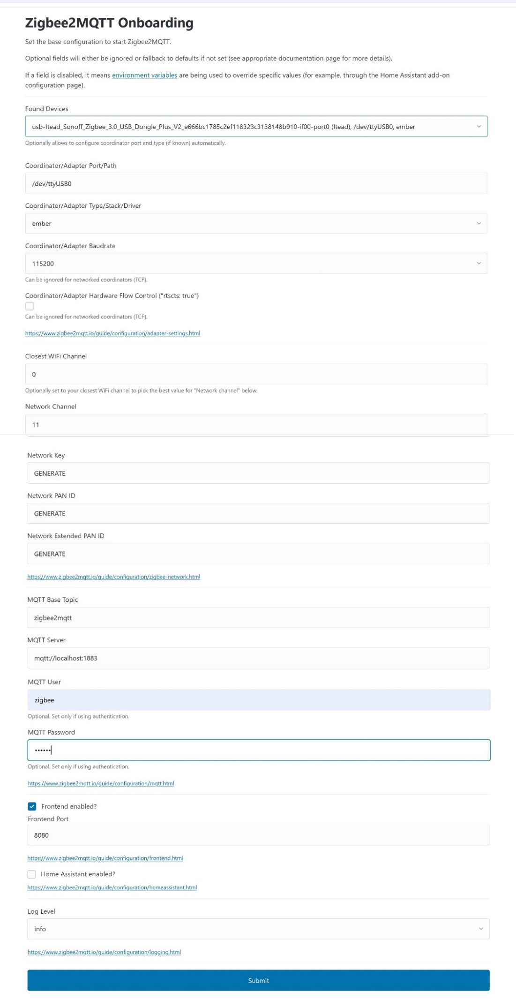 Zigbee2MQTT Onboarding
Set the base configuration to start Zigbee2MQTT.
Optional fields will either be ignored or fallback to defaults if not set (see appropriate documentation page for more details).
If a field is disabled, it means environment variables are being used to override specific values (for example, through the Home Assistant add-on
configuration page).
Found Devices
usb-Itead_Sonoff_Zigbee_3.0_USB_Dongle_Plus_V2_e666bc1785c2ef118323c3138148b910-if00-port0 (Itead), /dev/ttyUSB0, ember
Optionally allows to configure coordinator port and type (if known) automatically.
Coordinator/Adapter Port/Path
/dev/ttyUSB0
Coordinator/Adapter Type/Stack/Driver
ember
Coordinator/Adapter Baudrate
115200
Can be ignored for networked coordinators (TCP).
Coordinator/Adapter Hardware Flow Control ("rtscts: true")
Can be ignored for networked coordinators (TCP).
https://www.zigbee2mqtt.io/guide/configuration/adapter-settings.html
Closest WiFi Channel
0
Optionally set to your closest WiFi channel to pick the best value for "Network channel" below.
Network Channel
11
Network Key
GENERATE
Network PAN ID
GENERATE
Network Extended PAN ID
GENERATE
https://www.zigbee2mqtt.io/guide/configuration/zigbee-network.html
MQTT Base Topic
zigbee2mqtt
MQTT Server
mqtt://localhost:1883
MQTT User
zigbee
Optional. Set only if using authentication.
MQTT Password
••••••
Optional. Set only if using authentication.
https://www.zigbee2mqtt.io/guide/configuration/mqtt.html
Frontend enabled?
Frontend Port
8080
https://www.zigbee2mqtt.io/guide/configuration/frontend.html
Home Assistant enabled?
https://www.zigbee2mqtt.io/guide/configuration/homeassistant.html
Log Level
info
https://www.zigbee2mqtt.io/guide/configuration/logging.html
Submit